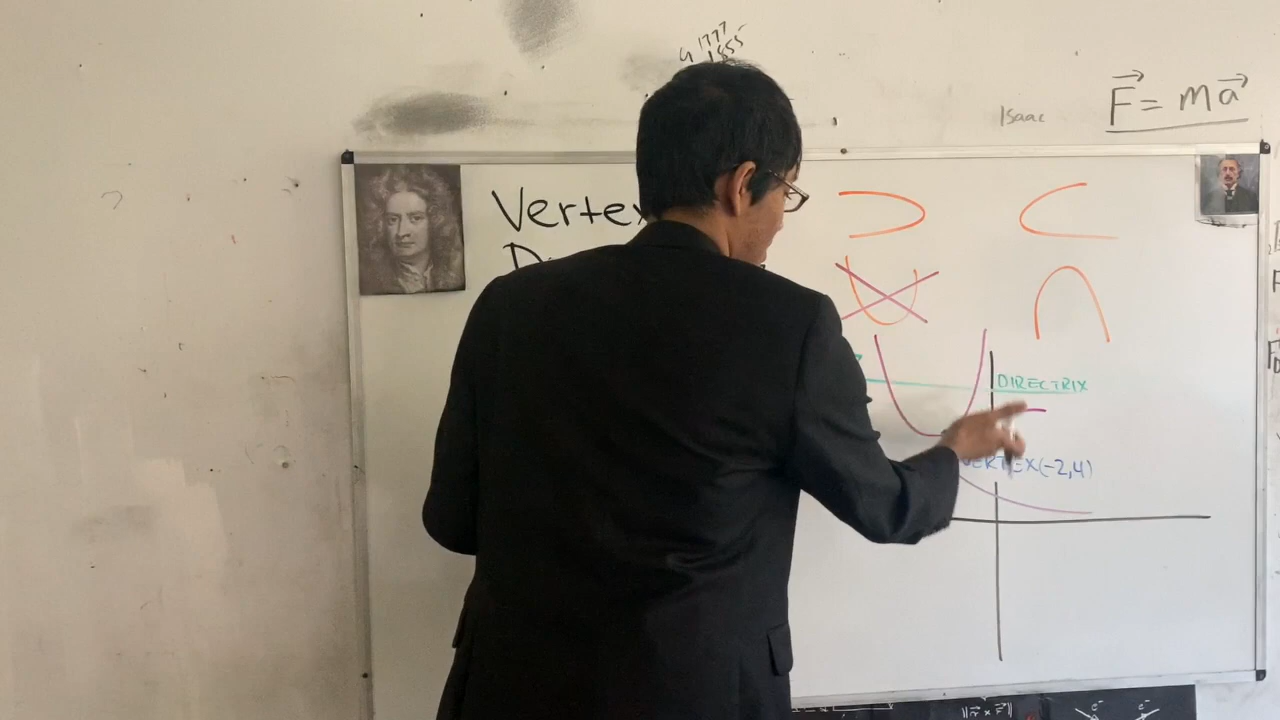 1777
1855
Isaac
F = ma
Vertex
DIRECTRIX
VERTEX(-2,4)